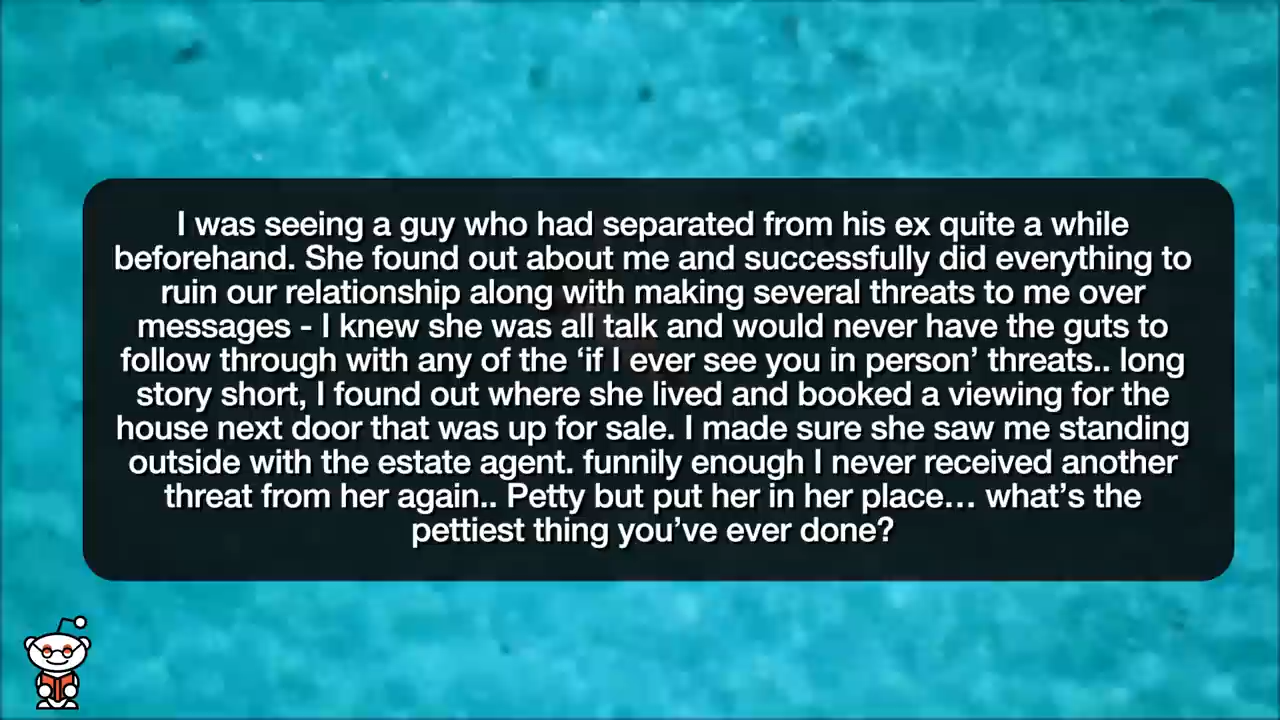 I was seeing a guy who had separated from his ex quite a while
beforehand. She found out about me and successfully did everything to
ruin our relationship along with making several threats to me over
messages - I knew she was all talk and would never have the guts to
follow through with any of the ‘if I ever see you in person’ threats.. long
story short, I found out where she lived and booked a viewing for the
house next door that was up for sale. I made sure she saw me standing
outside with the estate agent. funnily enough I never received another
threat from her again.. Petty but put her in her place… what’s the
pettiest thing you’ve ever done?